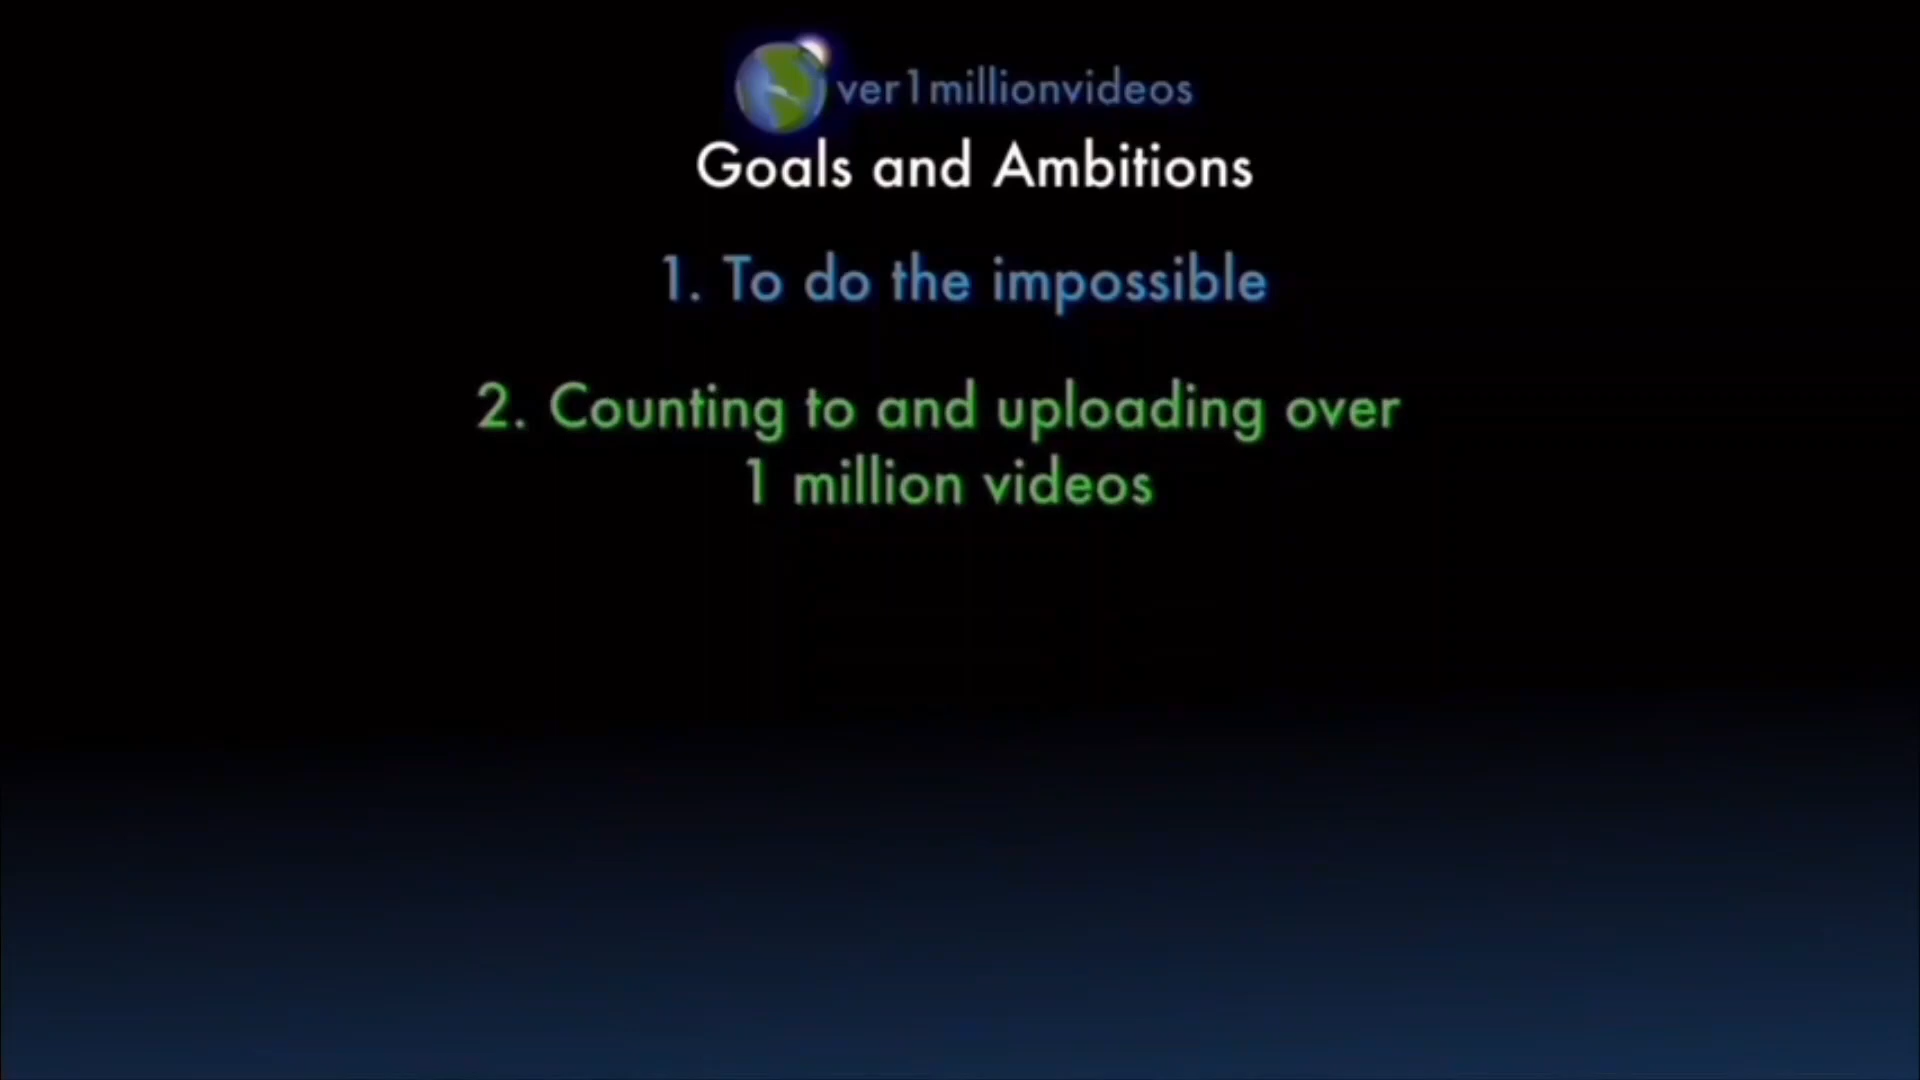 ver1millionvideos
Goals and Ambitions
1. To do the impossible
2. Counting to and uploading over
1 million videos